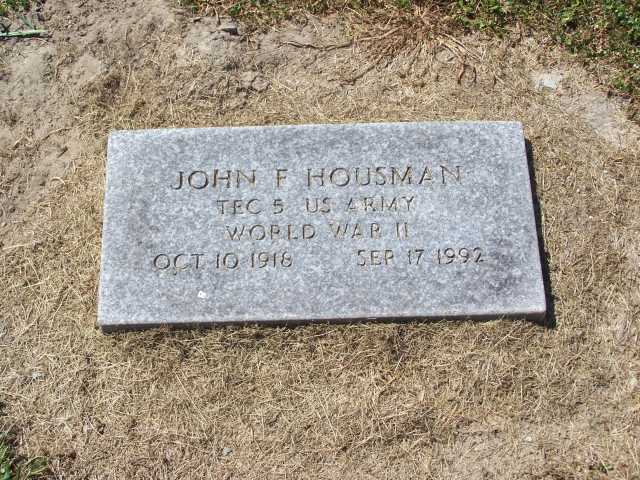 JOHN F HOUSMAN
TEC 5 US ARMY
WORLD WAR II
OCT 10 1918 SEP 17 1992